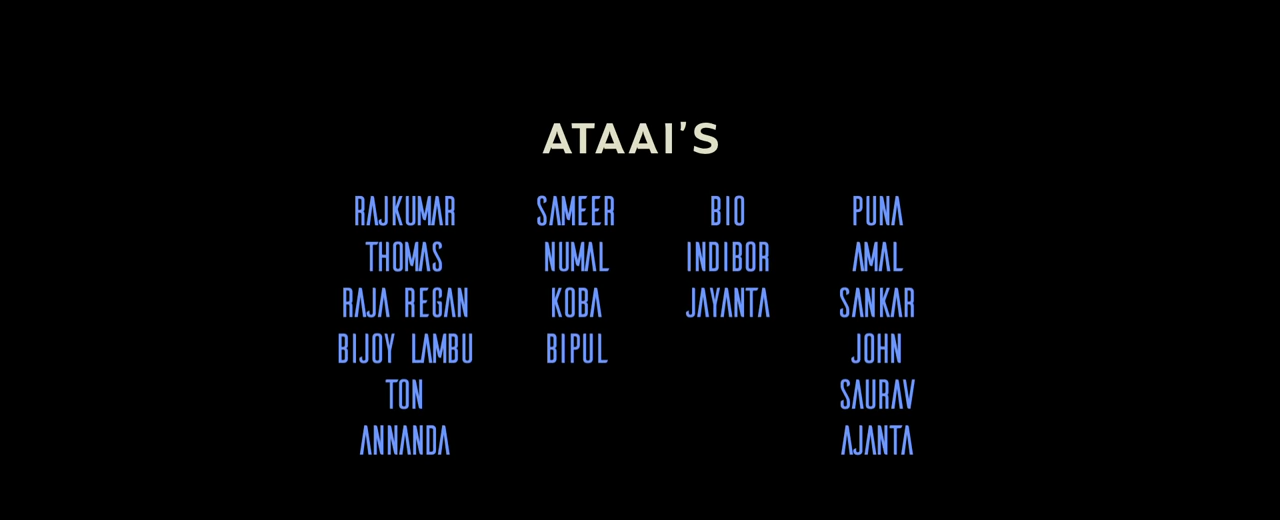 ATAAI'S
RAJKUMAR SAMEER BIO PUNA
THOMAS NUMAL INDIBOR AMAL
RAJA REGAN KOBA JAYANTA SANKAR
BIJOY LAMBU BIPUL JOHN
TON SAURAV
ANNANDA AJANTA